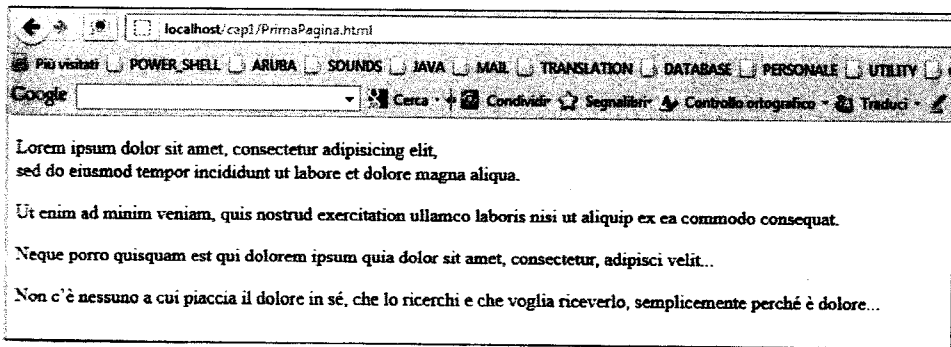 localhost/cap1/PrimaPagina.html
Più visitati POWER_SHELL ARUBA SOUNDS JAVA MAIL TRANSLATION DATABASE PERSONALE UTILITY
Google Cerca Condividi Segnalibri Controllo ortografico Traduci
Lorem ipsum dolor sit amet, consectetur adipisicing elit,
sed do eiusmod tempor incididunt ut labore et dolore magna aliqua.
Ut enim ad minim veniam, quis nostrud exercitation ullamco laboris nisi ut aliquip ex ea commodo consequat.
Neque porro quisquam est qui dolorem ipsum quia dolor sit amet, consectetur, adipisci velit...
Non c'è nessuno a cui piaccia il dolore in sé, che lo ricerchi e che voglia riceverlo, semplicemente perché è dolore...